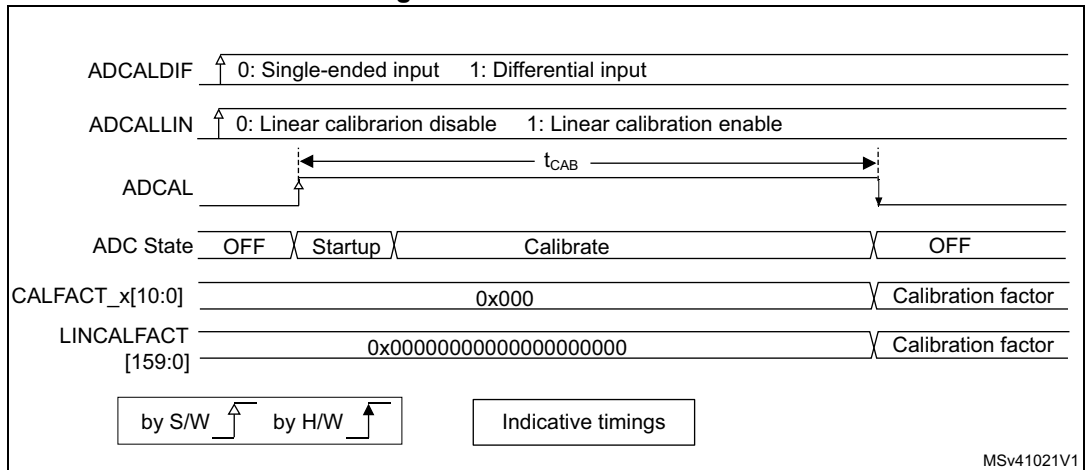 ADCALDIF 0: Single-ended input 1: Differential input
ADCALLIN 0: Linear calibrarion disable 1: Linear calibration enable
tCAB
ADCAL
ADC State OFF Startup Calibrate OFF
CALFACT_x[10:0] 0x000 Calibration factor
LINCALFACT
[159:0] 0x00000000000000000000 Calibration factor
by S/W by H/W Indicative timings
MSv41021V1